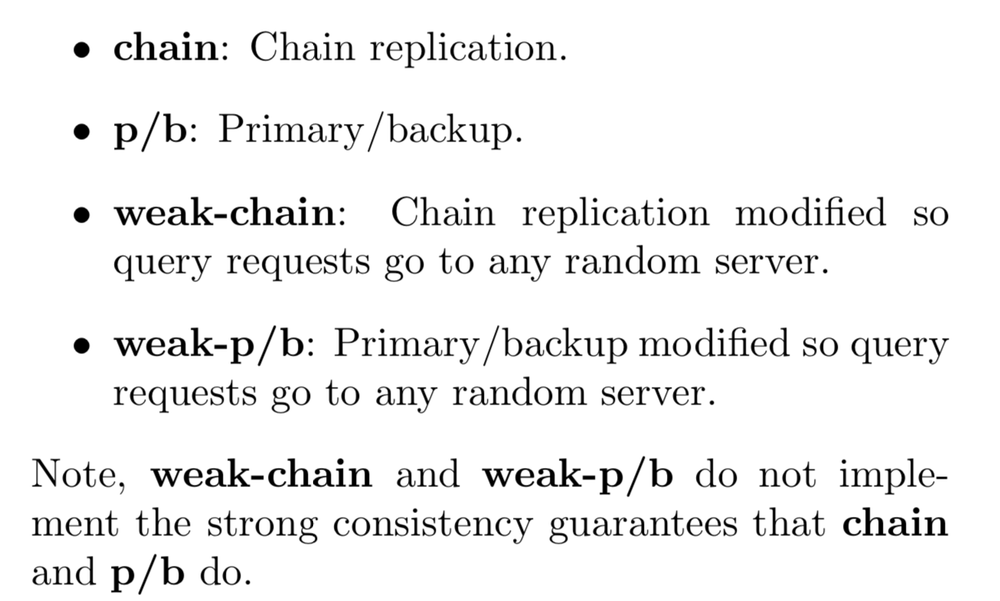 • chain: Chain replication.
• p/b: Primary/backup.
• weak-chain: Chain replication modified so
query requests go to any random server.
• weak-p/b: Primary/backup modified so query
requests go to any random server.
Note, weak-chain and weak-p/b do not imple-
ment the strong consistency guarantees that chain
and p/b do.